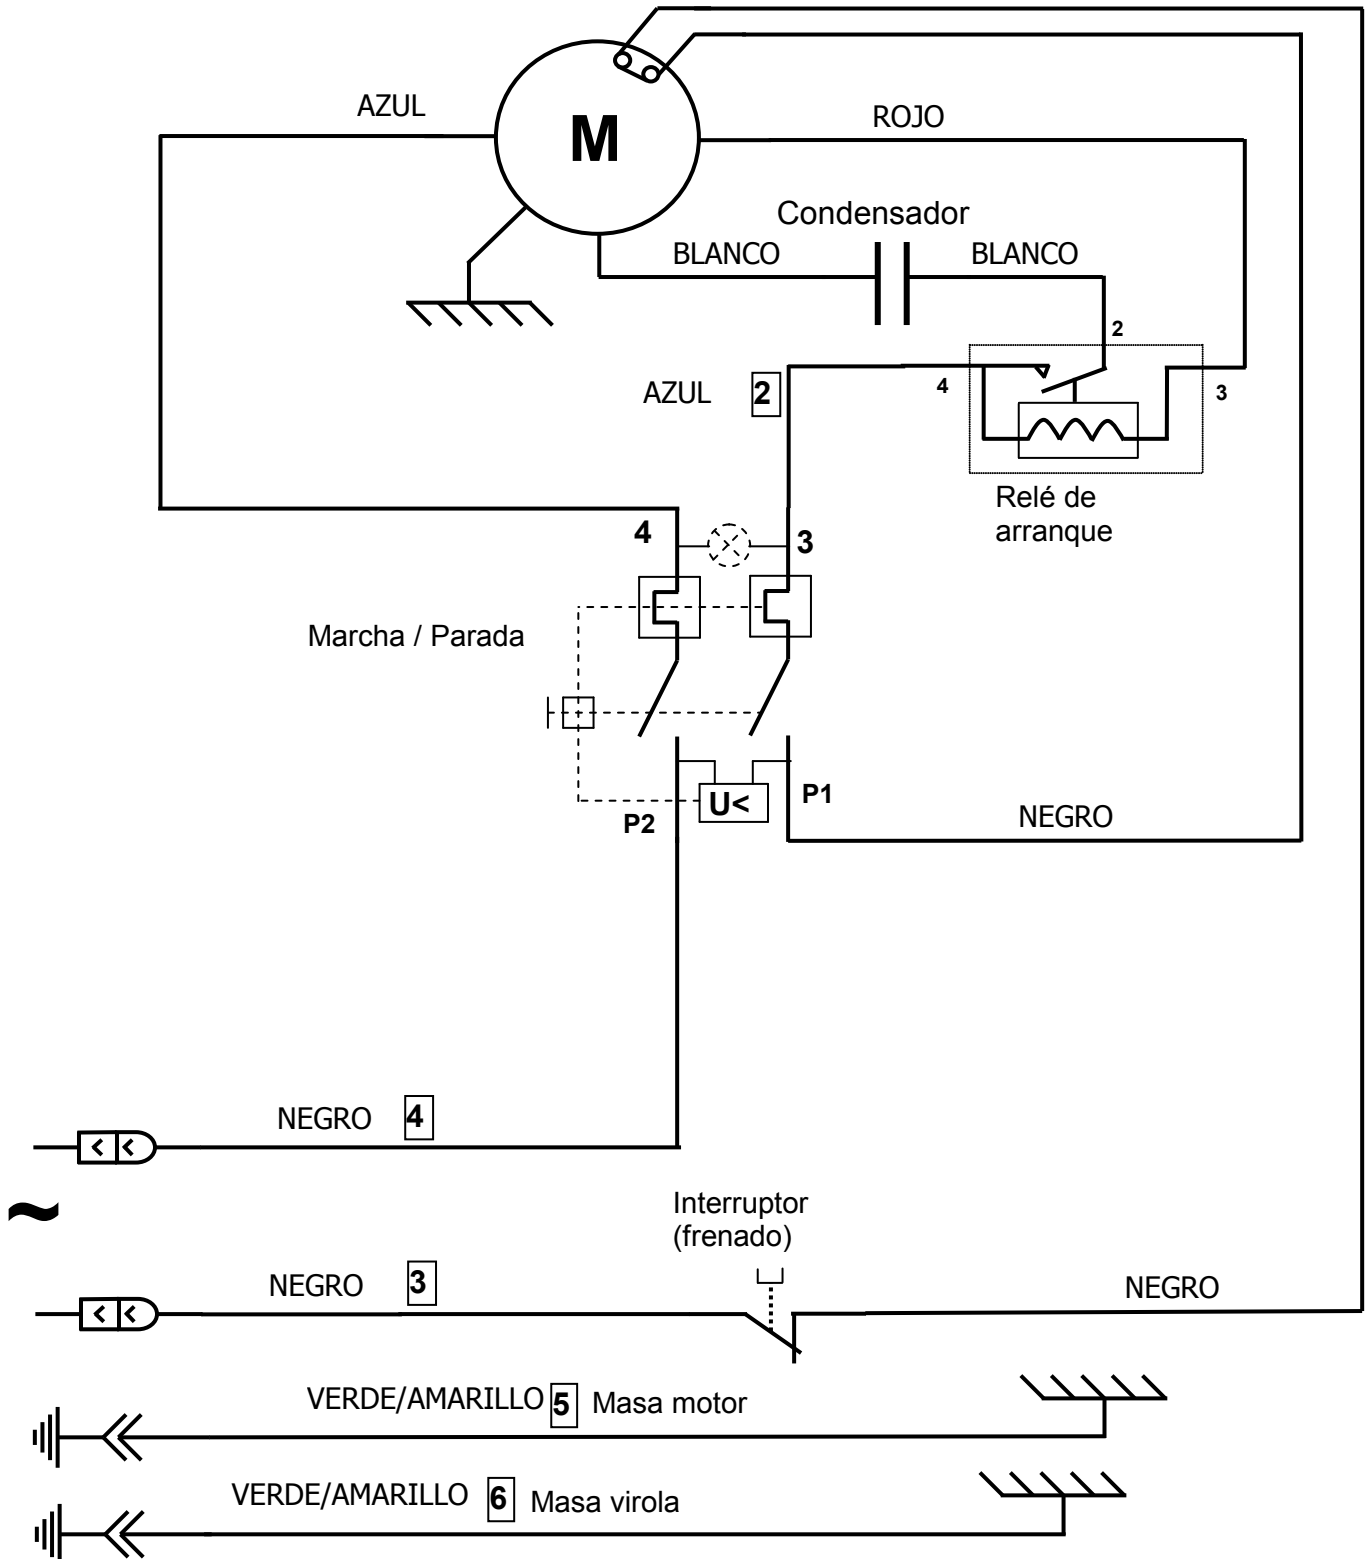 AZUL
M
ROJO
Condensador
BLANCO
BLANCO
2
4
3
AZUL
2
Relé de
arranque
4
3
Marcha / Parada
U<
P1
P2
NEGRO
NEGRO
4
~
Interruptor
(frenado)
NEGRO
3
NEGRO
VERDE/AMARILLO
5
Masa motor
VERDE/AMARILLO
6
Masa virola